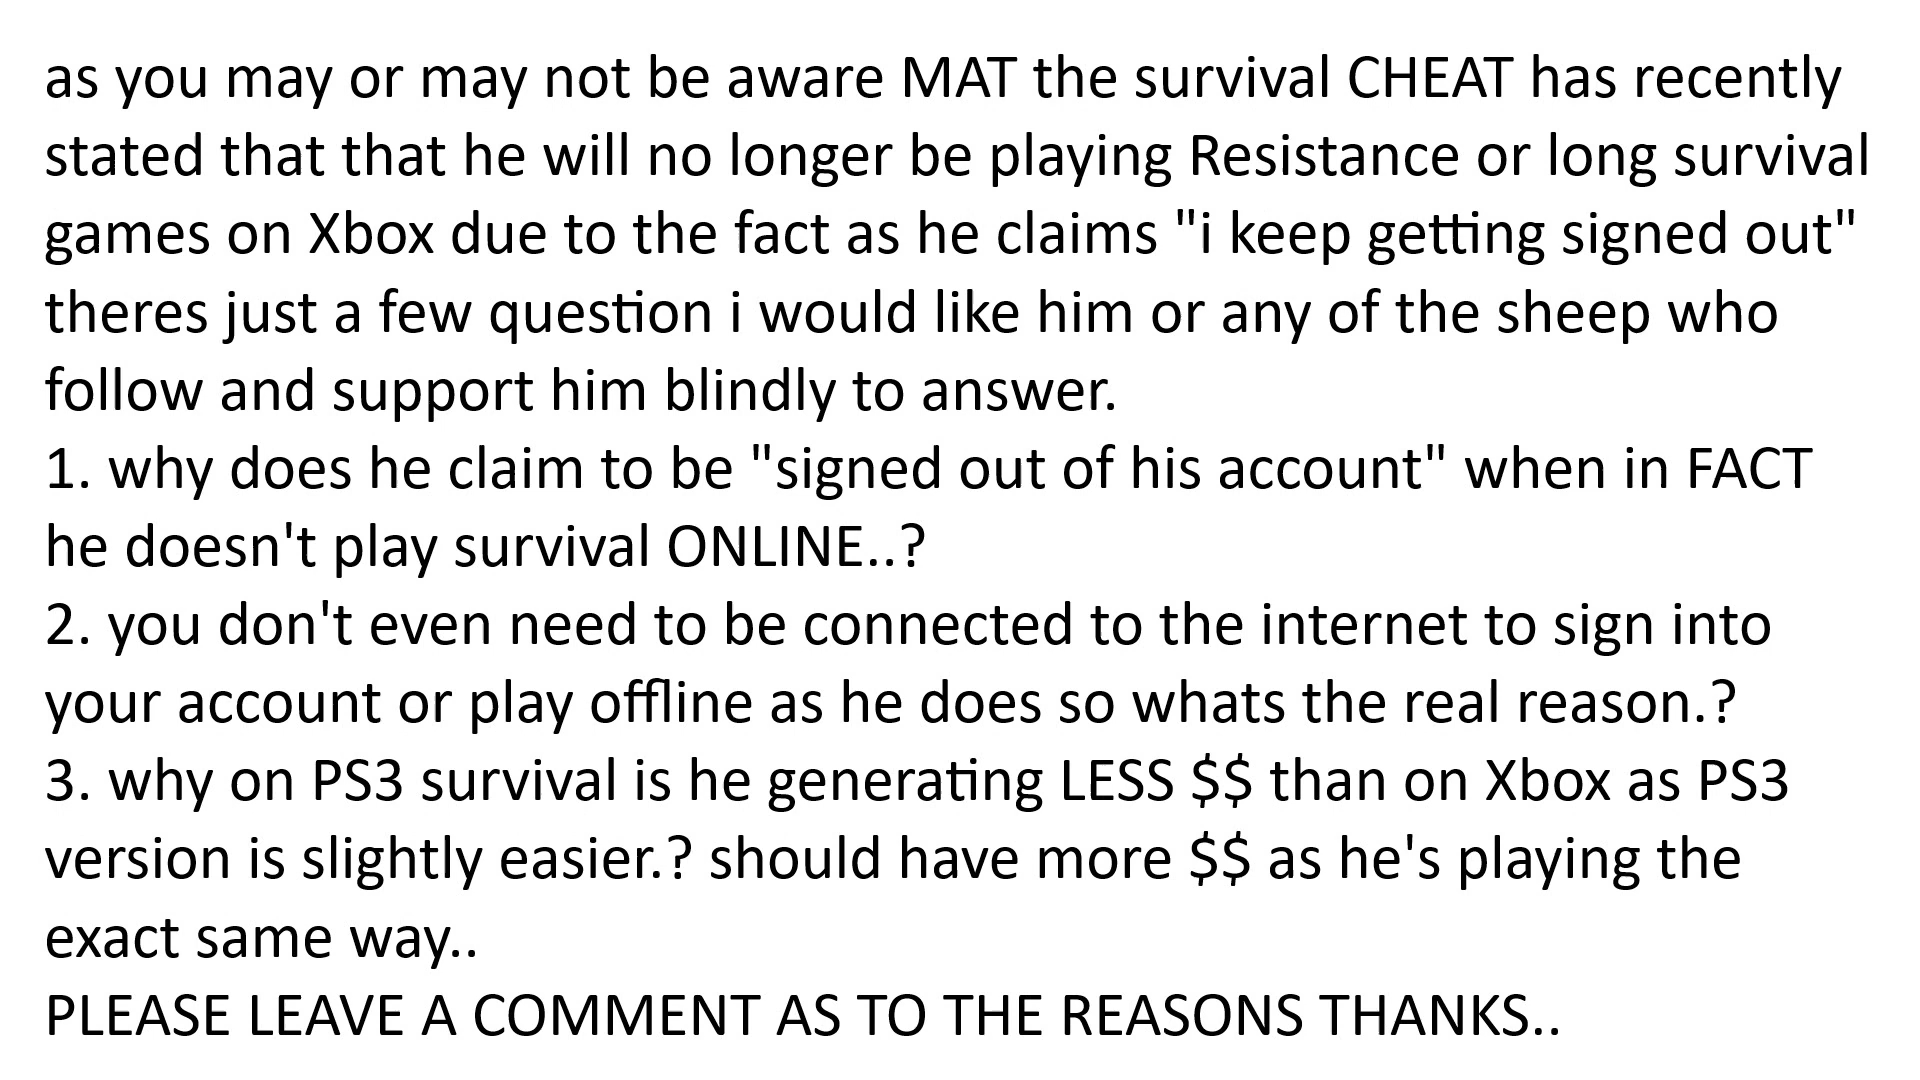 as you may or may not be aware MAT the survival CHEAT has recently
stated that that he will no longer be playing Resistance or long survival
games on Xbox due to the fact as he claims "i keep getting signed out"
theres just a few question i would like him or any of the sheep who
follow and support him blindly to answer.
1. why does he claim to be "signed out of his account" when in FACT
he doesn't play survival ONLINE..?
2. you don't even need to be connected to the internet to sign into
your account or play offline as he does so whats the real reason.?
3. why on PS3 survival is he generating LESS $$ than on Xbox as PS3
version is slightly easier.? should have more $$ as he's playing the
exact same way..
PLEASE LEAVE A COMMENT AS TO THE REASONS THANKS..